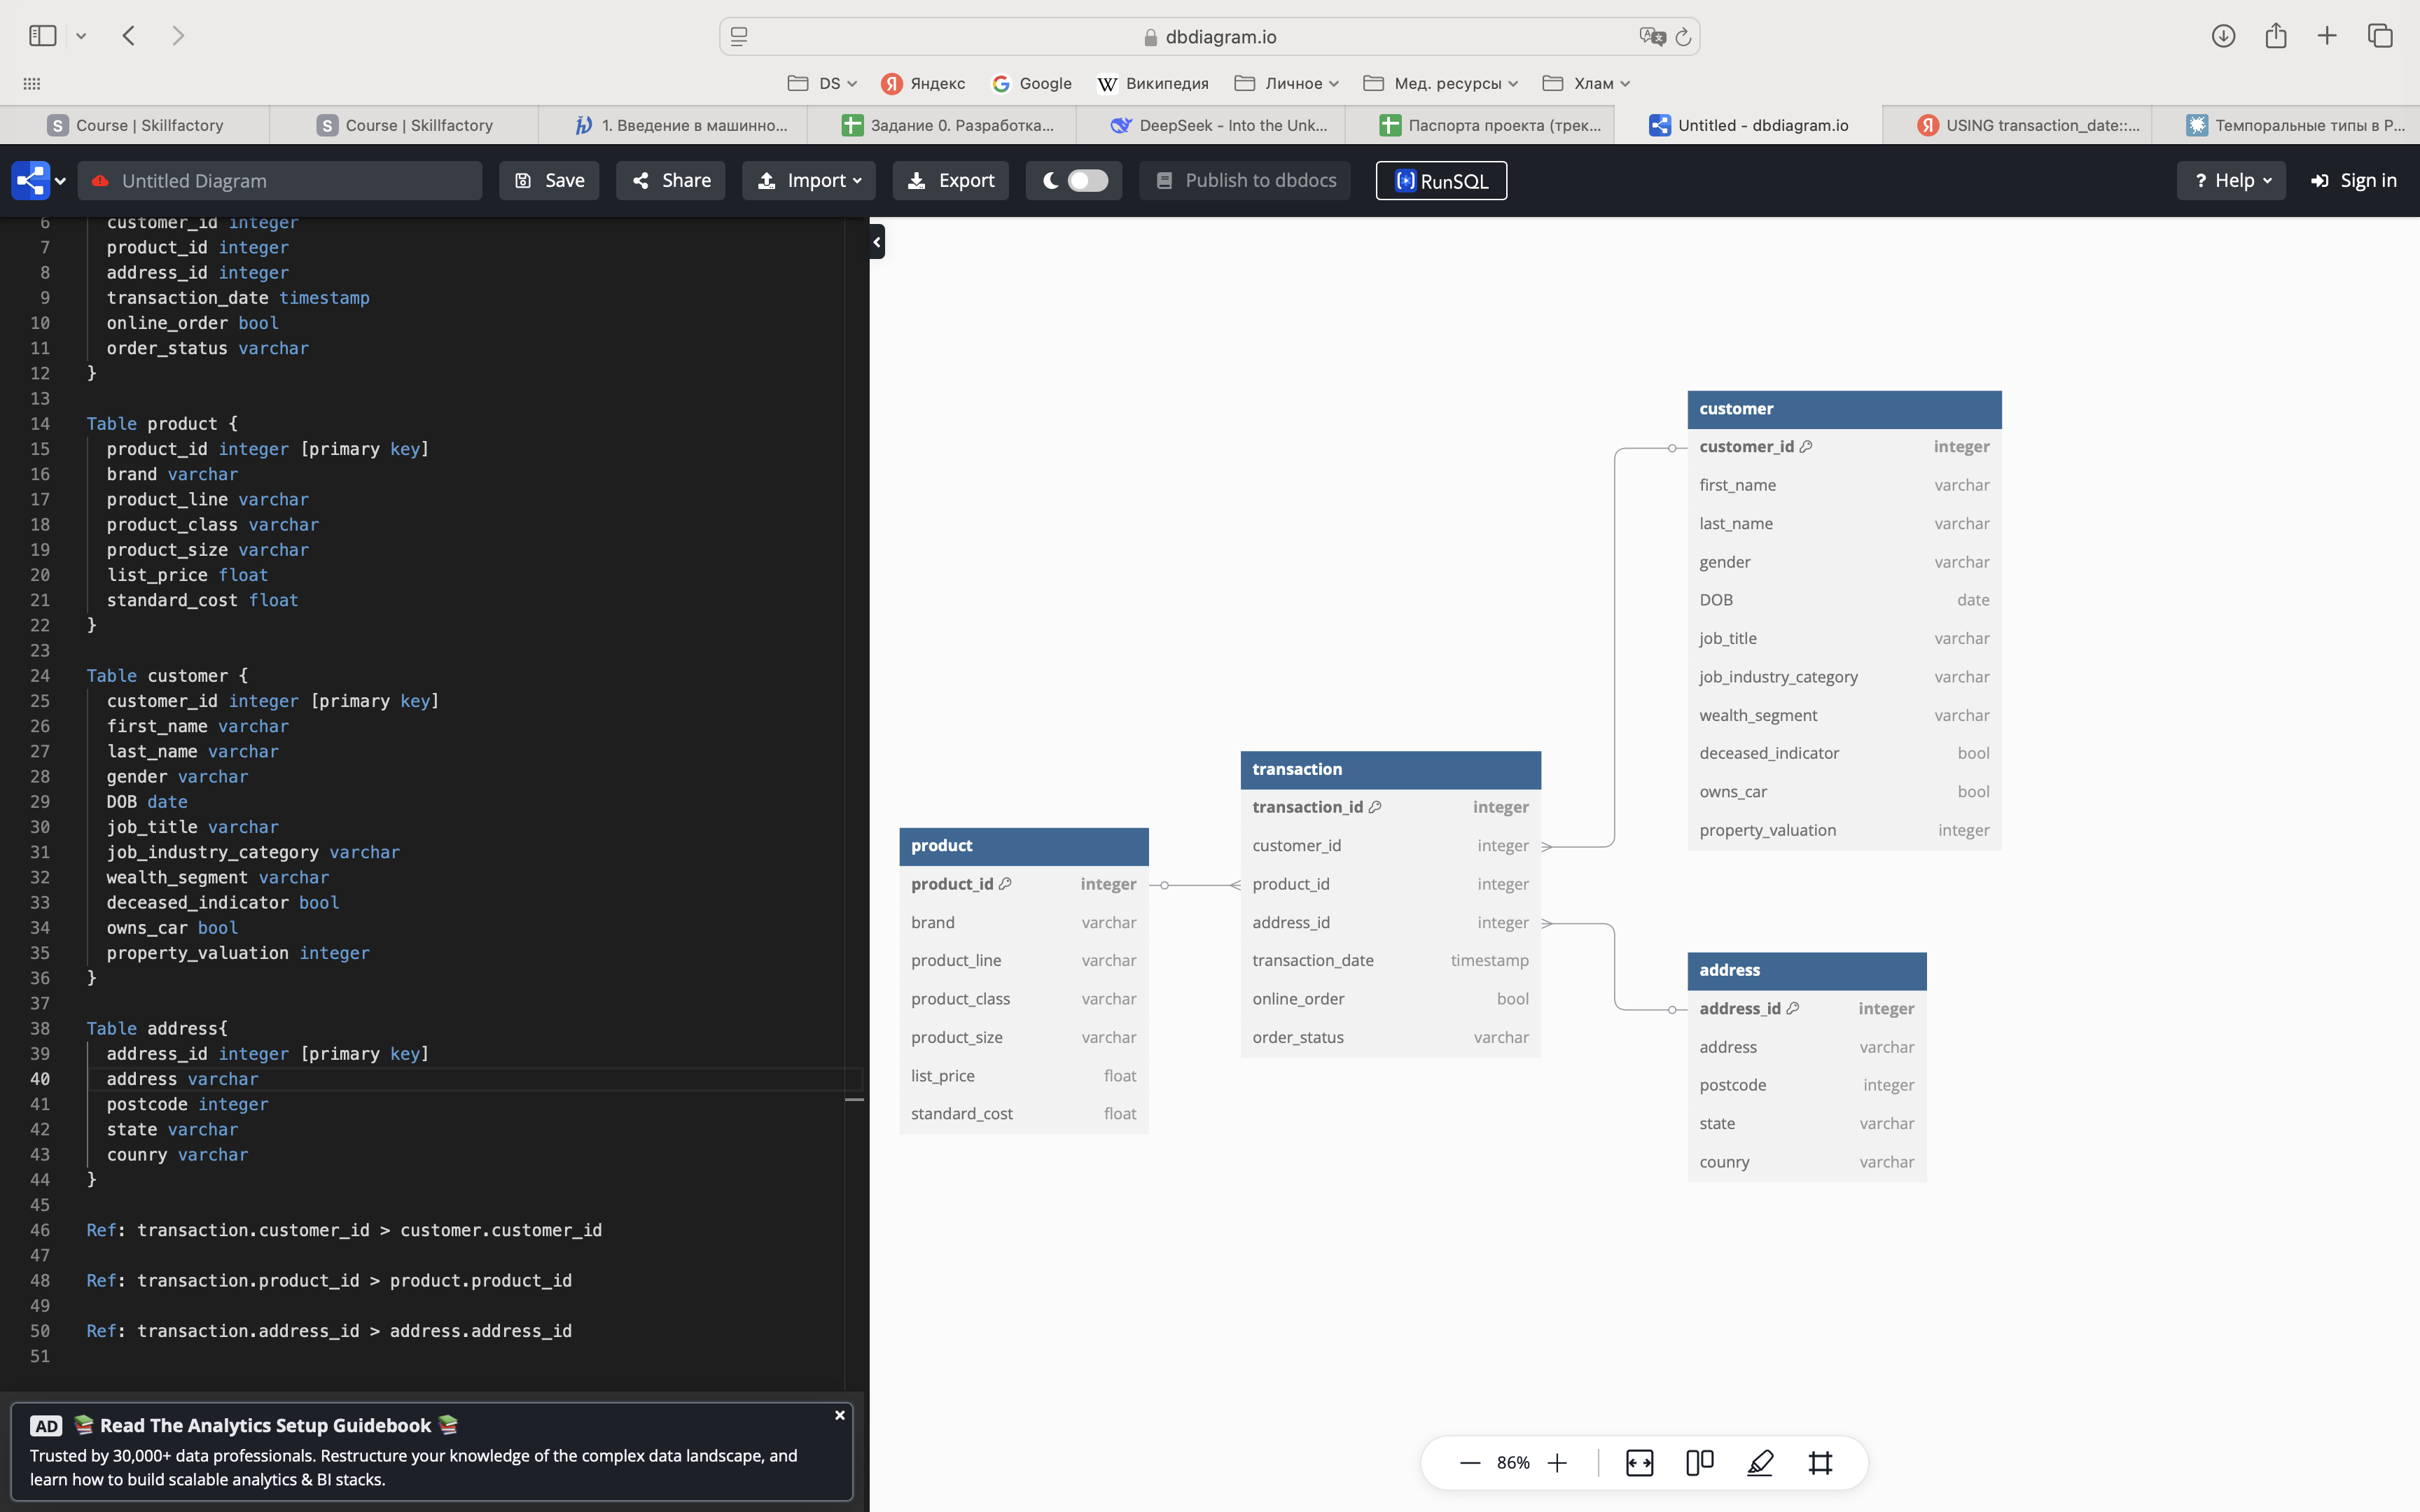 dbdiagram.io
DS
Яндекс
Google
Википедия
Личное
Мед. ресурсы
Хлам
Course | Skillfactory
Course | Skillfactory
1. Введение в машинно...
Задание 0. Разработка...
DeepSeek - Into the Unk...
Паспорта проекта (трек...
Untitled - dbdiagram.io
USING transaction_date::...
Темпоральные типы в P...
Untitled Diagram
Save
Share
Import
Export
Publish to dbdocs
RunSQL
? Help
Sign in
6 customer_id integer
7 product_id integer
8 address_id integer
9 transaction_date timestamp
10 online_order bool
11 order_status varchar
12 }
13
14 Table product {
15 product_id integer [primary key]
16 brand varchar
17 product_line varchar
18 product_class varchar
19 product_size varchar
20 list_price float
21 standard_cost float
22 }
23
24 Table customer {
25 customer_id integer [primary key]
26 first_name varchar
27 last_name varchar
28 gender varchar
29 DOB date
30 job_title varchar
31 job_industry_category varchar
32 wealth_segment varchar
33 deceased_indicator bool
34 owns_car bool
35 property_valuation integer
36 }
37
38 Table address{
39 address_id integer [primary key]
40 address varchar
41 postcode integer
42 state varchar
43 counry varchar
44 }
45
46 Ref: transaction.customer_id > customer.customer_id
47
48 Ref: transaction.product_id > product.product_id
49
50 Ref: transaction.address_id > address.address_id
51
AD 📚 Read The Analytics Setup Guidebook 📚
Trusted by 30,000+ data professionals. Restructure your knowledge of the complex data landscape, and
learn how to build scalable analytics & BI stacks.
product
product_id integer
brand varchar
product_line varchar
product_class varchar
product_size varchar
list_price float
standard_cost float
transaction
transaction_id integer
customer_id integer
product_id integer
address_id integer
transaction_date timestamp
online_order bool
order_status varchar
customer
customer_id integer
first_name varchar
last_name varchar
gender varchar
DOB date
job_title varchar
job_industry_category varchar
wealth_segment varchar
deceased_indicator bool
owns_car bool
property_valuation integer
address
address_id integer
address varchar
postcode integer
state varchar
counry varchar
86%